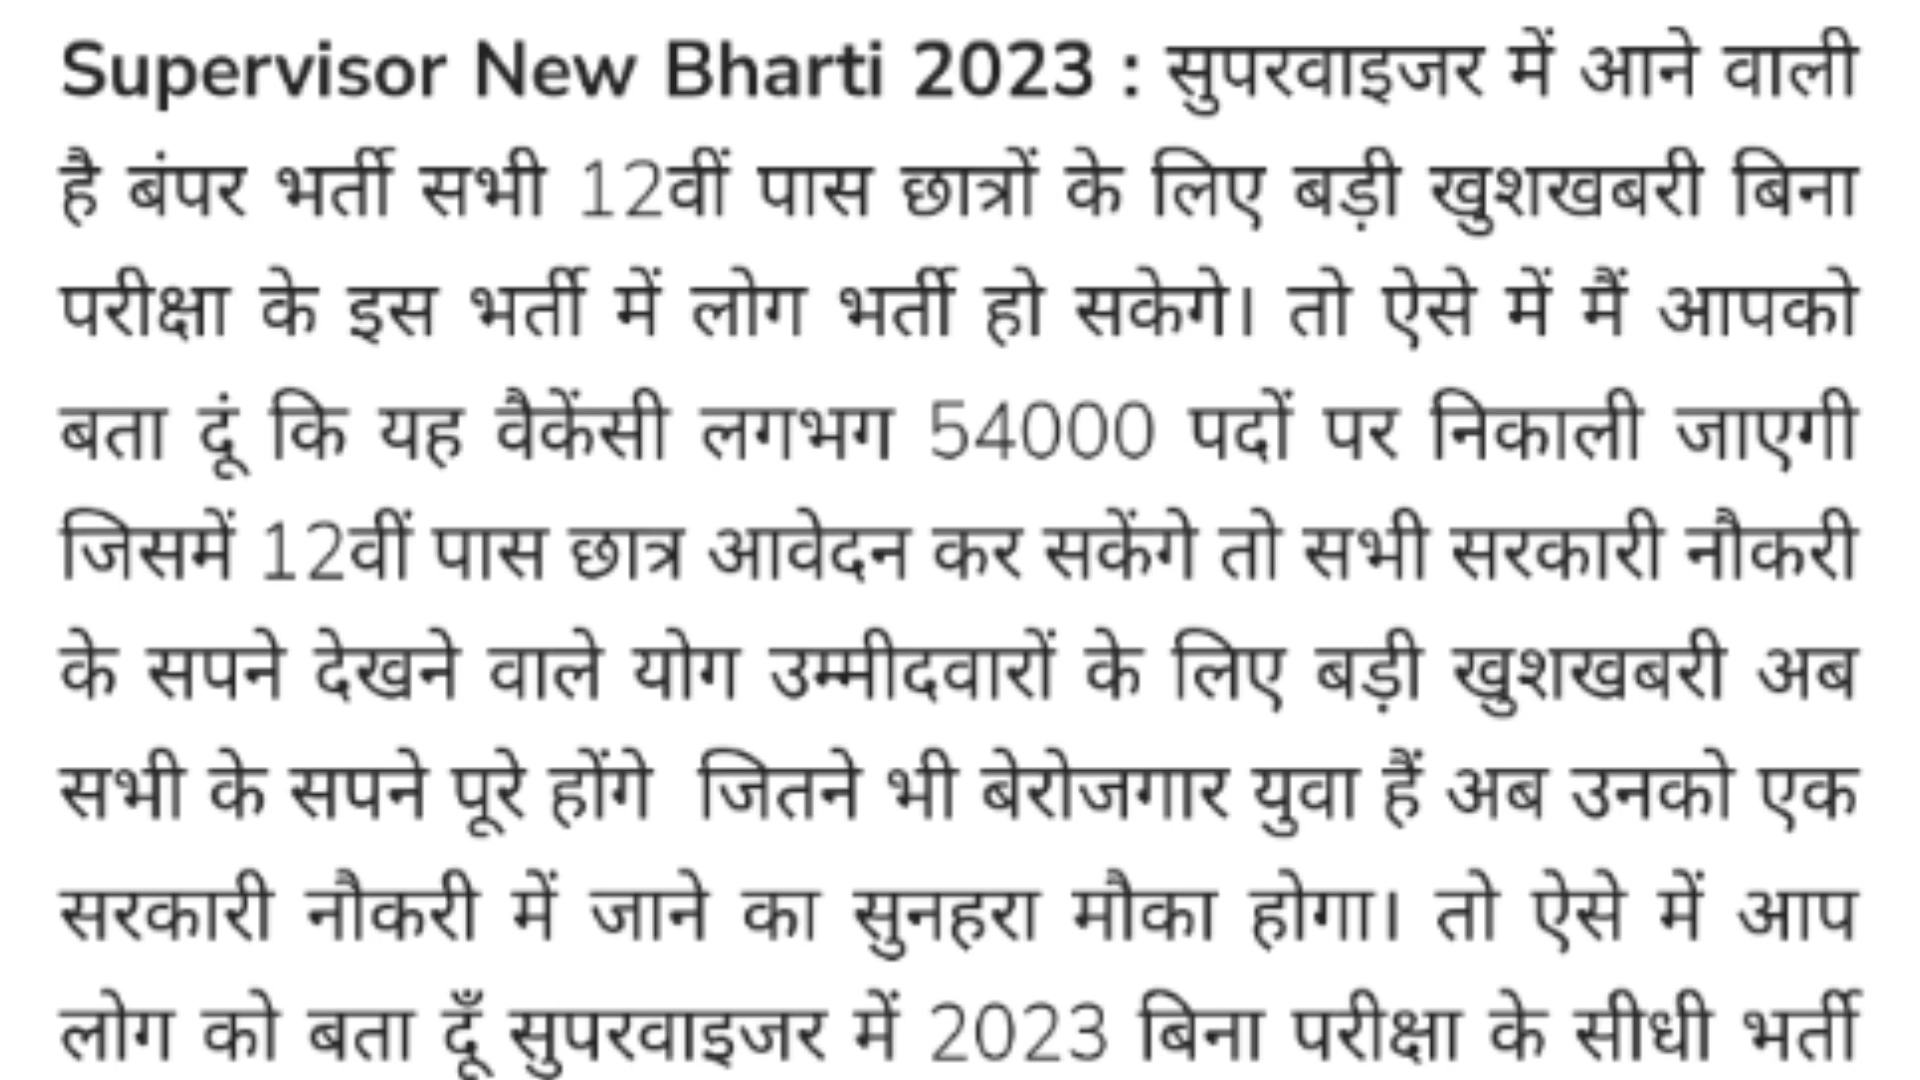 Supervisor New Bharti 2023 : सुपरवाइजर में आने वाली
है बंपर भर्ती सभी 12वीं पास छात्रों के लिए बड़ी खुशखबरी बिना
परीक्षा के इस भर्ती में लोग भर्ती हो सकेगे। तो ऐसे में मैं आपको
बता दूं कि यह वैकेंसी लगभग 54000 पदों पर निकाली जाएगी
जिसमें 12वीं पास छात्र आवेदन कर सकेंगे तो सभी सरकारी नौकरी
के सपने देखने वाले योग उम्मीदवारों के लिए बड़ी खुशखबरी अब
सभी के सपने पूरे होंगे जितने भी बेरोजगार युवा हैं अब उनको एक
सरकारी नौकरी में जाने का सुनहरा मौका होगा। तो ऐसे में आप
लोग को बता दूँ सुपरवाइजर में 2023 बिना परीक्षा के सीधी भर्ती